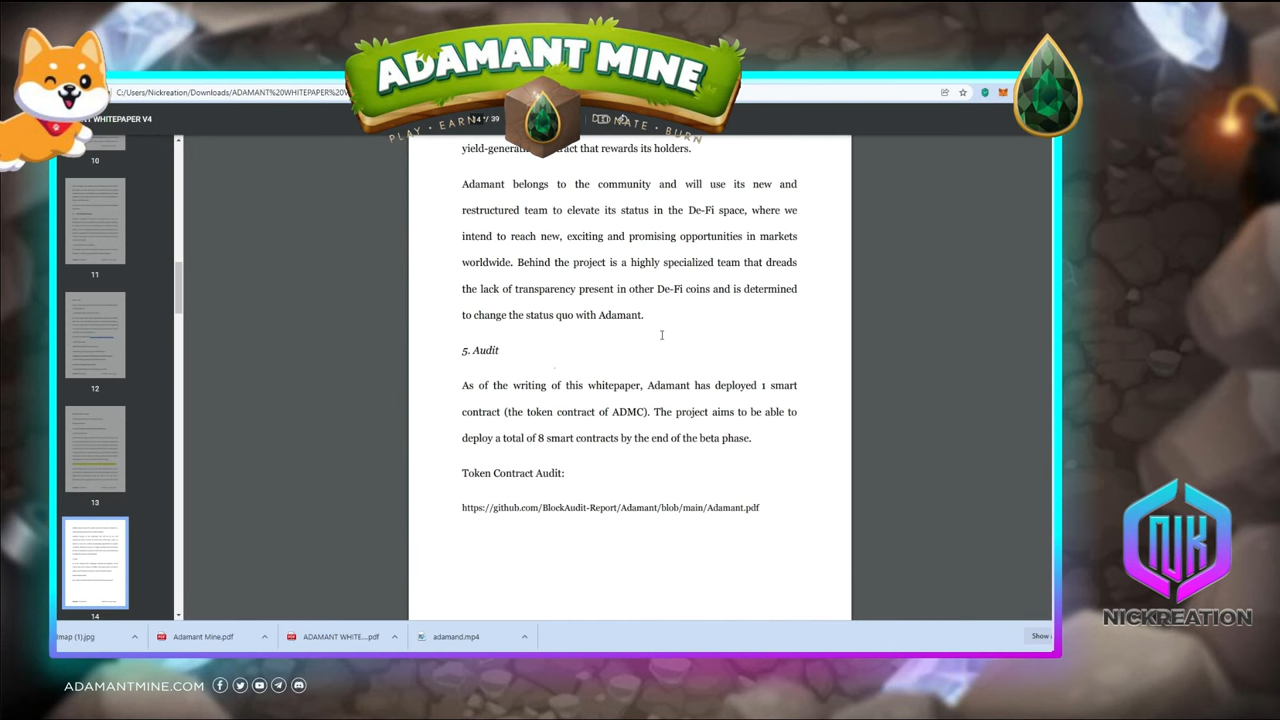 ADAMANT MINE
PLAY • EARN
DONATE • BURN
C:/Users/Nickreation/Downloads/ADAMANT%20WHITEPAPER%20V
WHITEPAPER V4
/ 39
10
11
12
13
14
yield-generating contract that rewards its holders.
Adamant belongs to the community and will use its new and
restructured team to elevate its status in the De-Fi space, where we
intend to reach new, exciting and promising opportunities in markets
worldwide. Behind the project is a highly specialized team that dreads
the lack of transparency present in other De-Fi coins and is determined
to change the status quo with Adamant.
5. Audit
As of the writing of this whitepaper, Adamant has deployed 1 smart
contract (the token contract of ADMC). The project aims to be able to
deploy a total of 8 smart contracts by the end of the beta phase.
Token Contract Audit:
https://github.com/BlockAudit-Report/Adamant/blob/main/Adamant.pdf
map (1).jpg
Adamant Mine.pdf
ADAMANT WHITE....pdf
adamand.mp4
Show
NICKREATION
ADAMANTMINE.COM